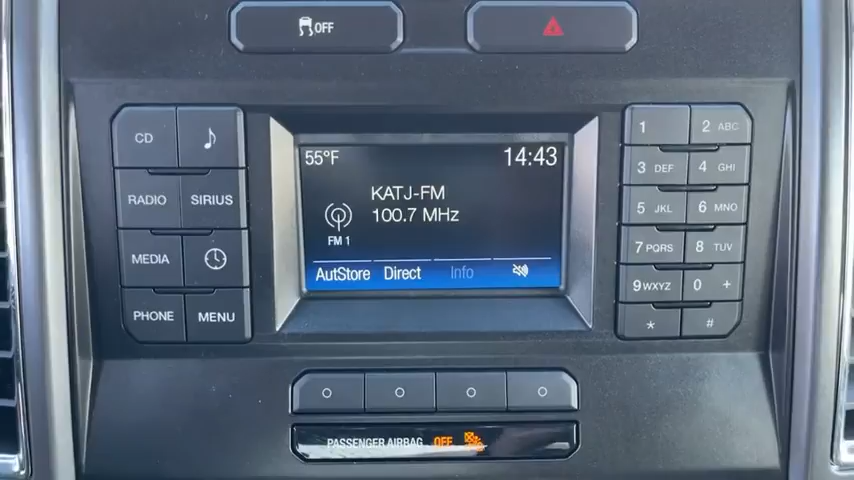 OFF
CD
RADIO SIRIUS
MEDIA
PHONE MENU
55°F 14:43
KATJ-FM
100.7 MHz
FM 1
AutoStore Direct Info
1 2 ABC
3 DEF 4 GHI
5 JKL 6 MNO
7 PQRS 8 TUV
9 WXYZ 0 +
* #
PASSENGER AIRBAG OFF